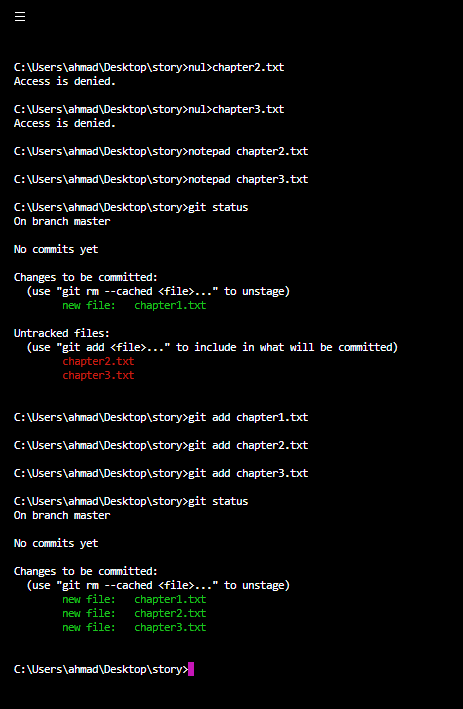 C:\Users\ahmad\Desktop\story>nul>chapter2.txt
Access is denied.
C:\Users\ahmad\Desktop\story>nul>chapter3.txt
Access is denied.
C:\Users\ahmad\Desktop\story>notepad chapter2.txt
C:\Users\ahmad\Desktop\story>notepad chapter3.txt
C:\Users\ahmad\Desktop\story>git status
On branch master
No commits yet
Changes to be committed:
  (use "git rm --cached <file>..." to unstage)
        new file:   chapter1.txt
Untracked files:
  (use "git add <file>..." to include in what will be committed)
        chapter2.txt
        chapter3.txt
C:\Users\ahmad\Desktop\story>git add chapter1.txt
C:\Users\ahmad\Desktop\story>git add chapter2.txt
C:\Users\ahmad\Desktop\story>git add chapter3.txt
C:\Users\ahmad\Desktop\story>git status
On branch master
No commits yet
Changes to be committed:
  (use "git rm --cached <file>..." to unstage)
        new file:   chapter1.txt
        new file:   chapter2.txt
        new file:   chapter3.txt
C:\Users\ahmad\Desktop\story>